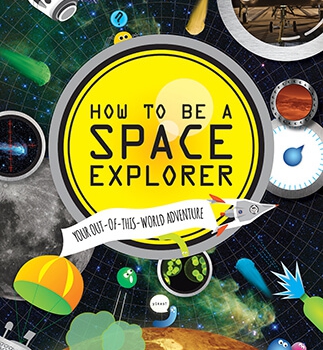 ?
HOW TO BE A
SPACE
EXPLORER
YOUR OUT-OF-THIS-WORLD ADVENTURE